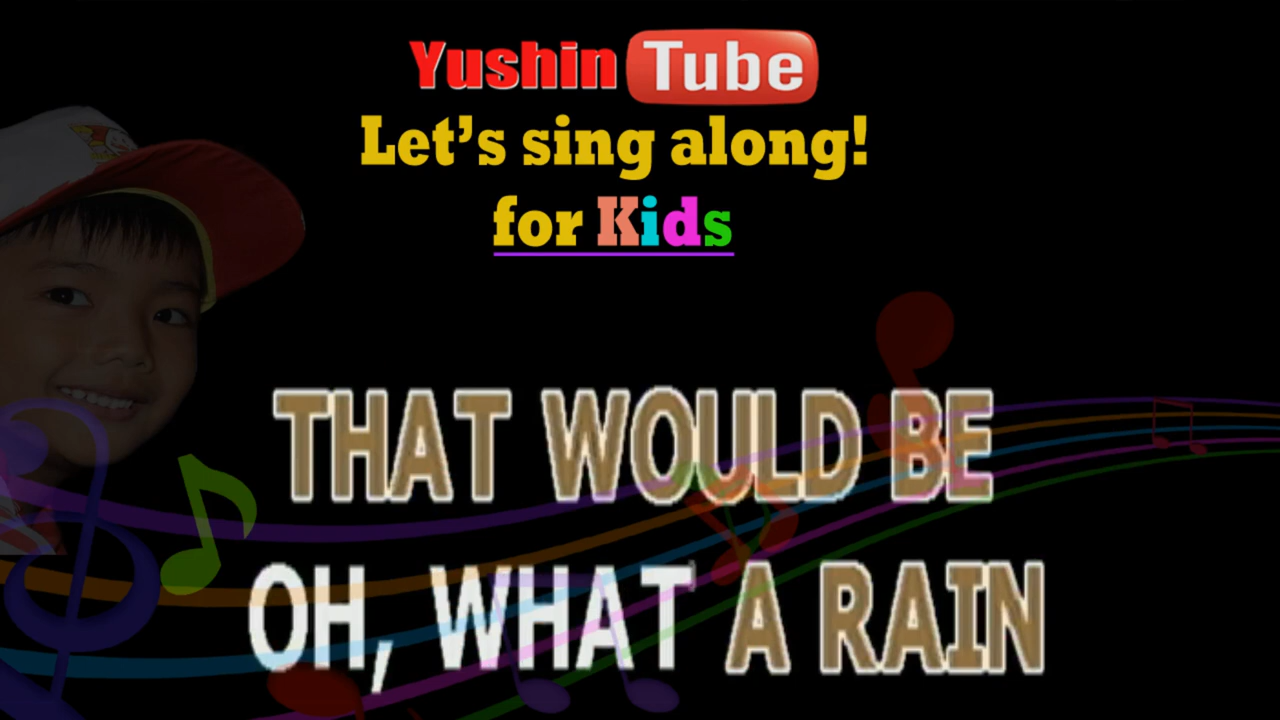 Yushin Tube
Let's sing along!
for Kids
THAT WOULD BE
OH, WHAT A RAIN